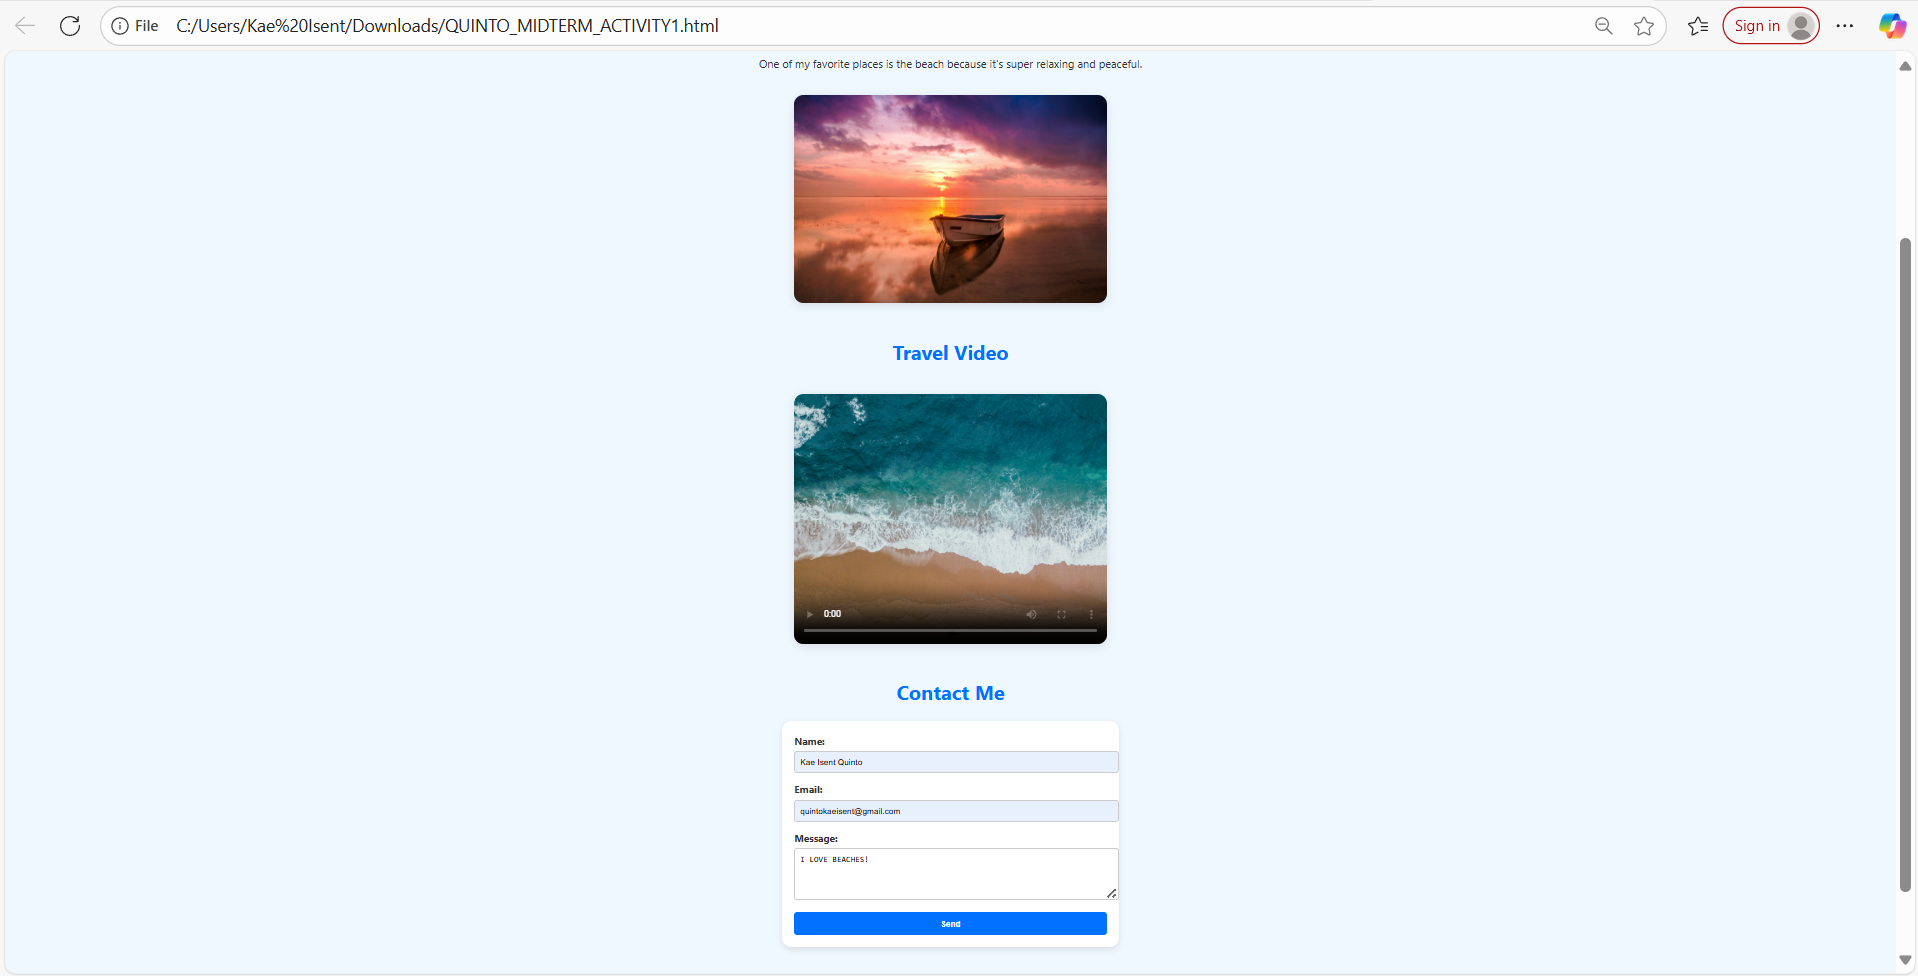 File
C:/Users/Kae%20Isent/Downloads/QUINTO_MIDTERM_ACTIVITY1.html
Sign in
One of my favorite places is the beach because it's super relaxing and peaceful.
Travel Video
0:00
Contact Me
Name:
Kae Isent Quinto
Email:
quintokaeisent@gmail.com
Message:
I LOVE BEACHES!
Send